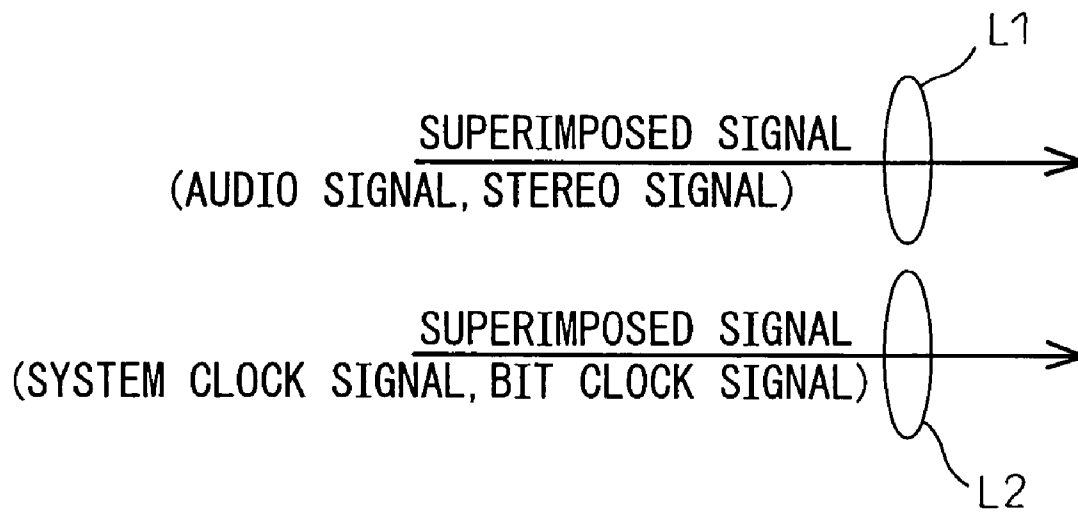 L1
SUPERIMPOSED SIGNAL
(AUDIO SIGNAL, STEREO SIGNAL)
SUPERIMPOSED SIGNAL
(SYSTEM CLOCK SIGNAL, BIT CLOCK SIGNAL)
L2